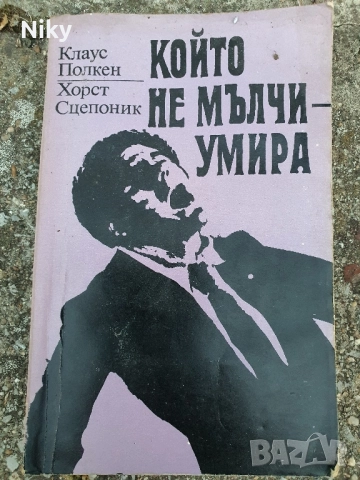 Niky
Клаус
Полкен
Хорст
Сцепоник
КОЙТО
НЕ МЪЛЧИ –
УМИРА
BAZAR